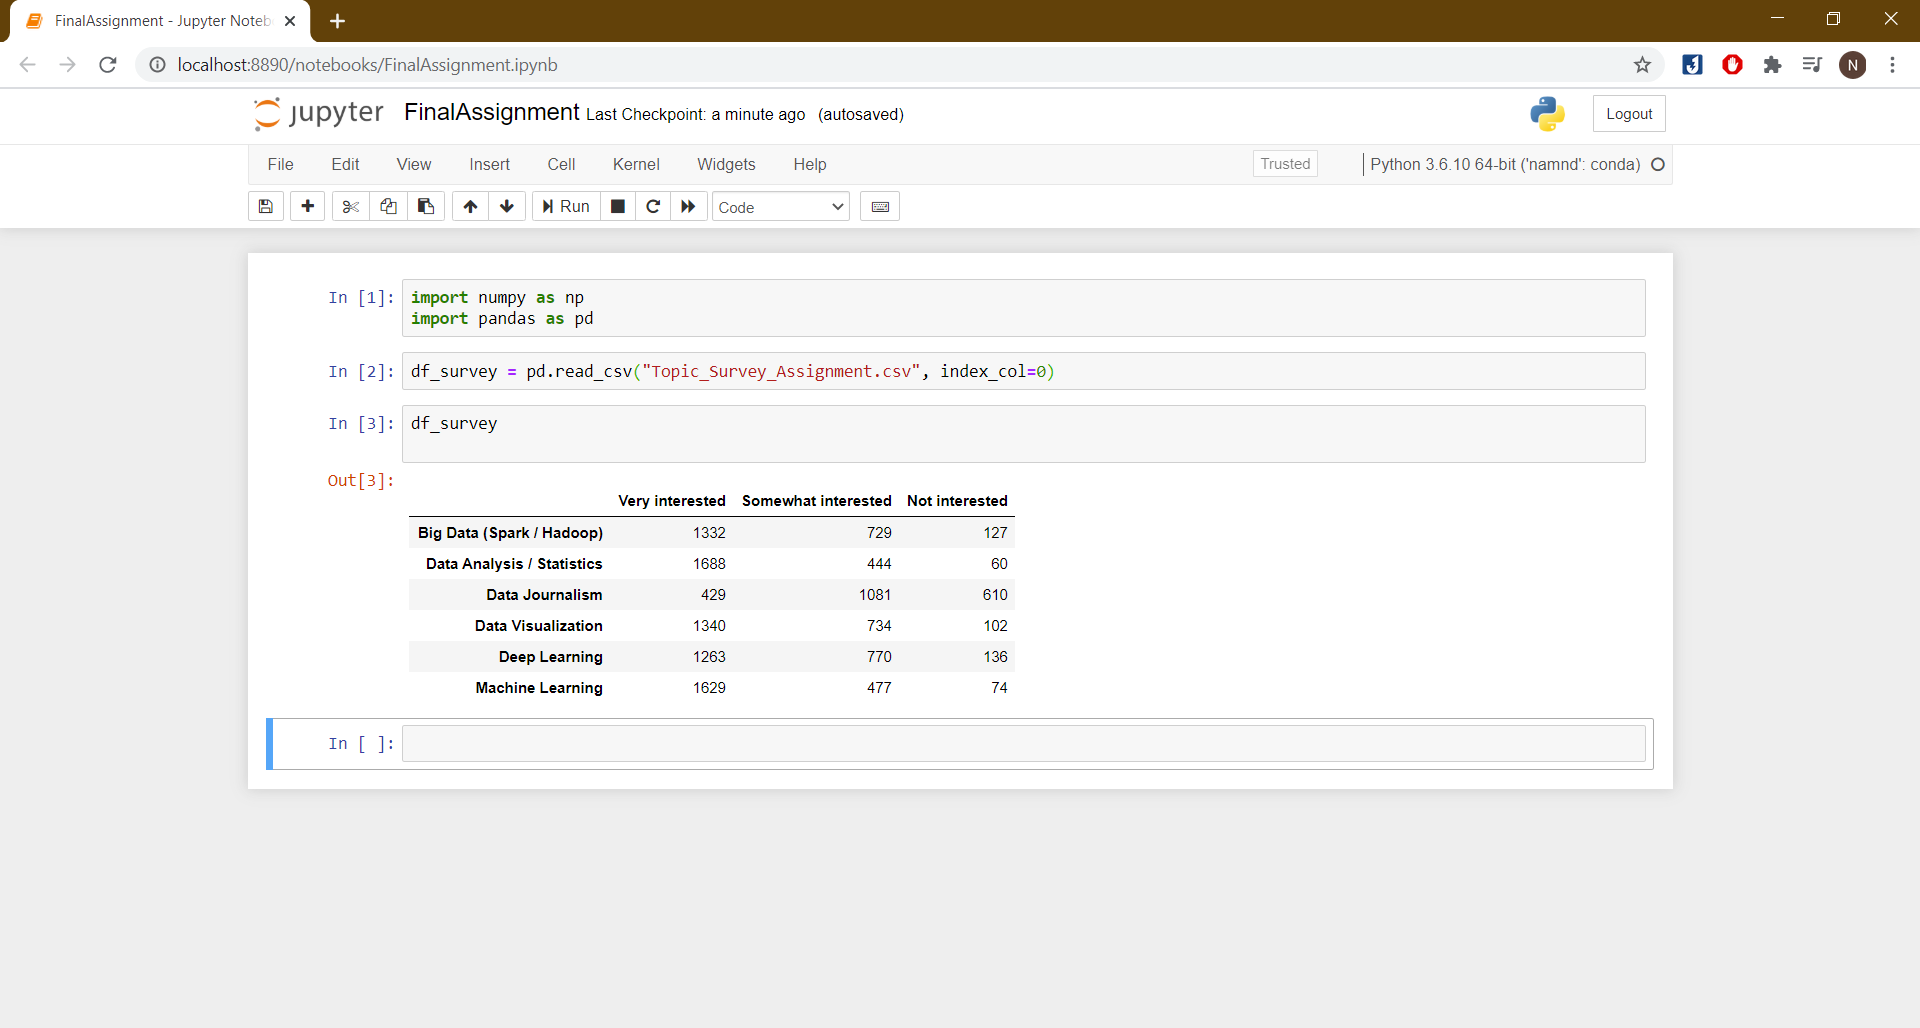 FinalAssignment - Jupyter Noteb
localhost:8890/notebooks/FinalAssignment.ipynb
N
jupyter FinalAssignment Last Checkpoint: a minute ago (autosaved) Logout
File Edit View Insert Cell Kernel Widgets Help Trusted Python 3.6.10 64-bit ('namnd': conda)
Run Code
In [1]: import numpy as np
import pandas as pd
In [2]: df_survey = pd.read_csv("Topic_Survey_Assignment.csv", index_col=0)
In [3]: df_survey
Out[3]:
Very interested Somewhat interested Not interested
Big Data (Spark / Hadoop) 1332 729 127
Data Analysis / Statistics 1688 444 60
Data Journalism 429 1081 610
Data Visualization 1340 734 102
Deep Learning 1263 770 136
Machine Learning 1629 477 74
In [ ]: